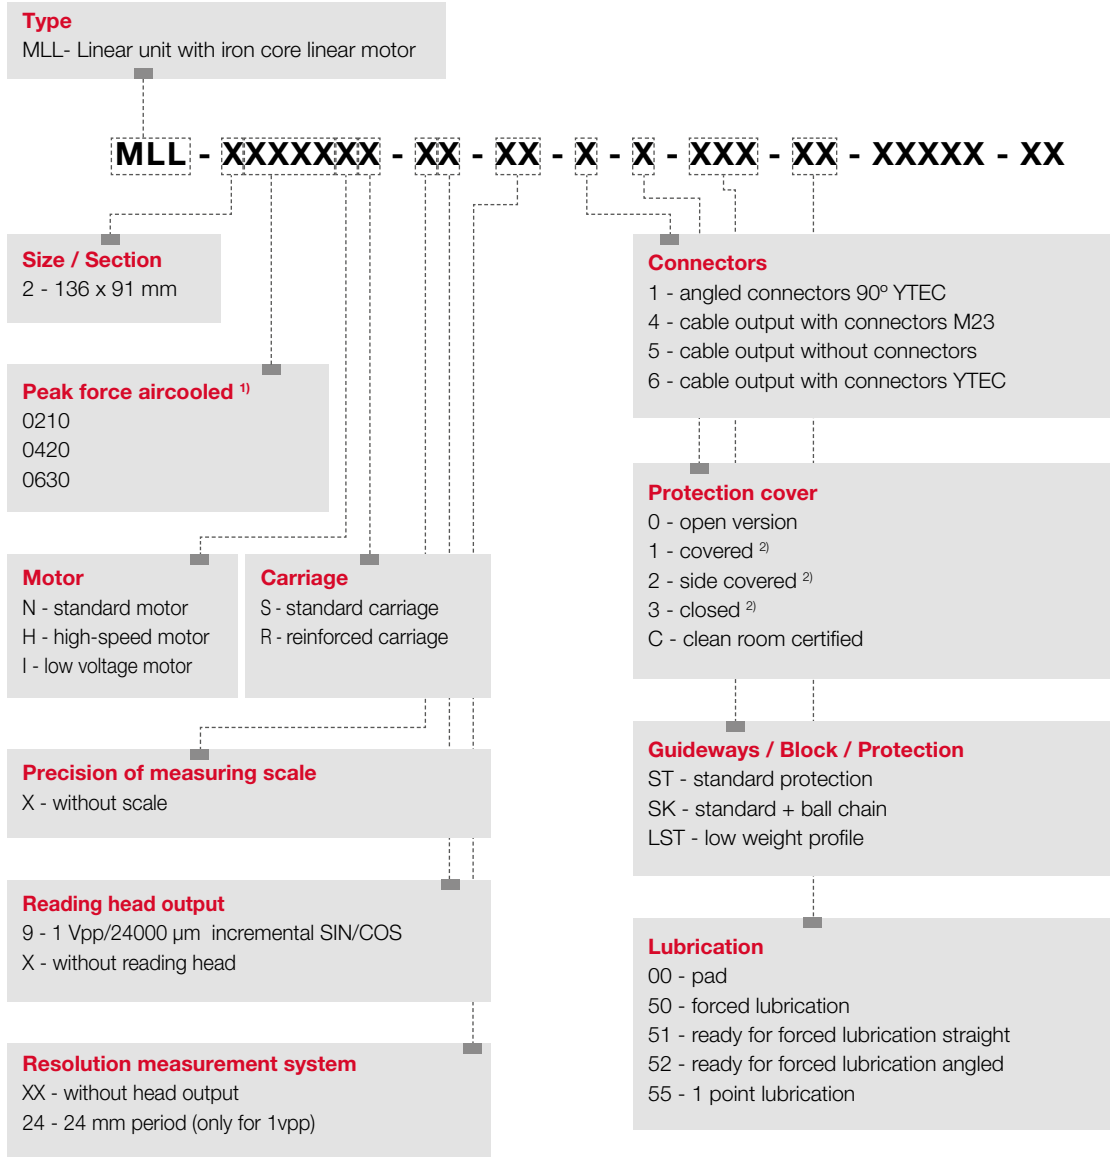 Type
MLL- Linear unit with iron core linear motor
MLL - XXXXXXX - XX - XX - X - X - XXX - XX - XXXXX - XX
Size / Section
2 - 136 x 91 mm
Peak force aircooled 1)
0210
0420
0630
Motor
N - standard motor
H - high-speed motor
I - low voltage motor
Carriage
S - standard carriage
R - reinforced carriage
Precision of measuring scale
X - without scale
Reading head output
9 - 1 Vpp/24000 µm incremental SIN/COS
X - without reading head
Resolution measurement system
XX - without head output
24 - 24 mm period (only for 1vpp)
Connectors
1 - angled connectors 90º YTEC
4 - cable output with connectors M23
5 - cable output without connectors
6 - cable output with connectors YTEC
Protection cover
0 - open version
1 - covered 2)
2 - side covered 2)
3 - closed 2)
C - clean room certified
Guideways / Block / Protection
ST - standard protection
SK - standard + ball chain
LST - low weight profile
Lubrication
00 - pad
50 - forced lubrication
51 - ready for forced lubrication straight
52 - ready for forced lubrication angled
55 - 1 point lubrication